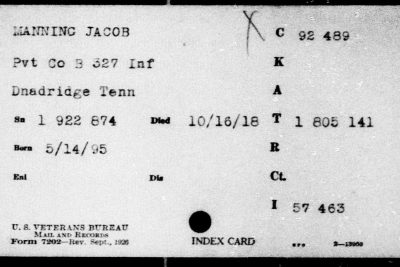 MANNING JACOB
C 92 489
Pvt Co B 327 Inf
K
Dnadridge Tenn
A
Sn 1 922 874 Died 10/16/18 T 1 805 141
Born 5/14/95
R
Enl Dis Ct.
I 57 463
U. S. VETERANS BUREAU
MAIL AND RECORDS
Form 7202—Rev. Sept., 1926
INDEX CARD